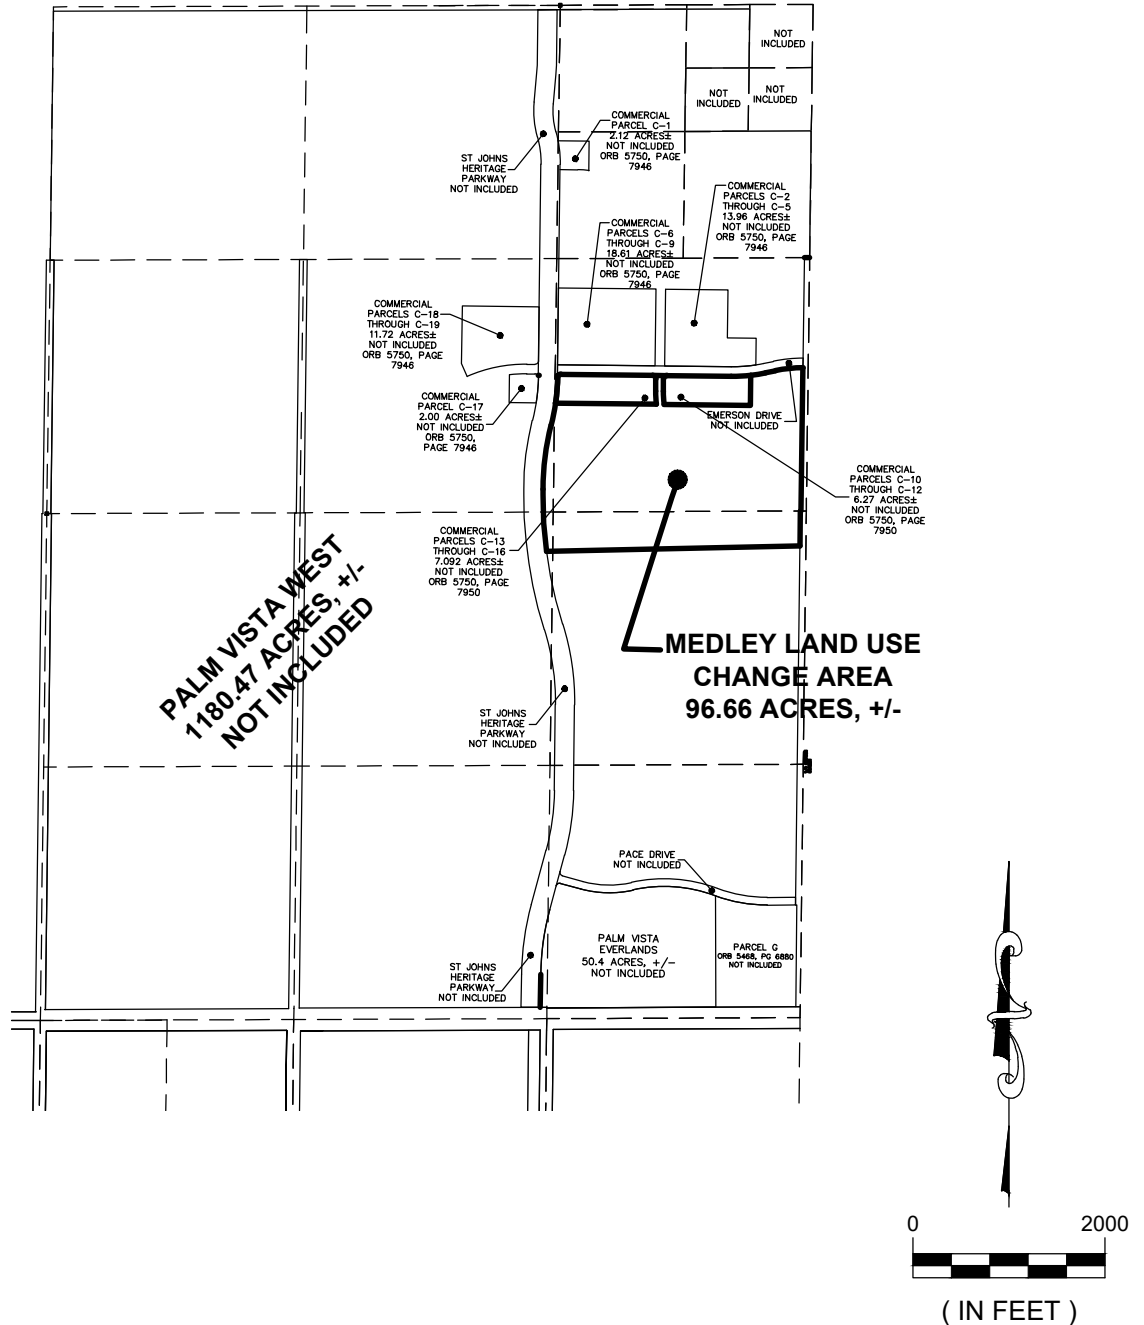 NOT
INCLUDED
NOT
INCLUDED
NOT
INCLUDED
COMMERCIAL
PARCEL C-1
2.12 ACRES±
NOT INCLUDED
ORB 5750, PAGE
7946
ST JOHNS
HERITAGE
PARKWAY
NOT INCLUDED
COMMERCIAL
PARCELS C-2
THROUGH C-5
13.96 ACRES±
NOT INCLUDED
ORB 5750, PAGE
7946
COMMERCIAL
PARCELS C-6
THROUGH C-9
18.61 ACRES±
NOT INCLUDED
ORB 5750, PAGE
7946
COMMERCIAL
PARCELS C-18
THROUGH C-19
11.72 ACRES±
NOT INCLUDED
ORB 5750, PAGE
7946
COMMERCIAL
PARCEL C-17
2.00 ACRES±
NOT INCLUDED
ORB 5750,
PAGE 7946
EMERSON DRIVE
NOT INCLUDED
COMMERCIAL
PARCELS C-10
THROUGH C-12
6.27 ACRES±
NOT INCLUDED
ORB 5750, PAGE
7950
COMMERCIAL
PARCELS C-13
THROUGH C-16
7.092 ACRES±
NOT INCLUDED
ORB 5750, PAGE
7950
PALM VISTA WEST
1180.47 ACRES, +/-
NOT INCLUDED
MEDLEY LAND USE
CHANGE AREA
96.66 ACRES, +/-
ST JOHNS
HERITAGE
PARKWAY
NOT INCLUDED
PACE DRIVE
NOT INCLUDED
PALM VISTA
EVERLANDS
50.4 ACRES, +/-
NOT INCLUDED
PARCEL G
ORB 5468, PG 6880
NOT INCLUDED
ST JOHNS
HERITAGE
PARKWAY
NOT INCLUDED
0 2000
( IN FEET )